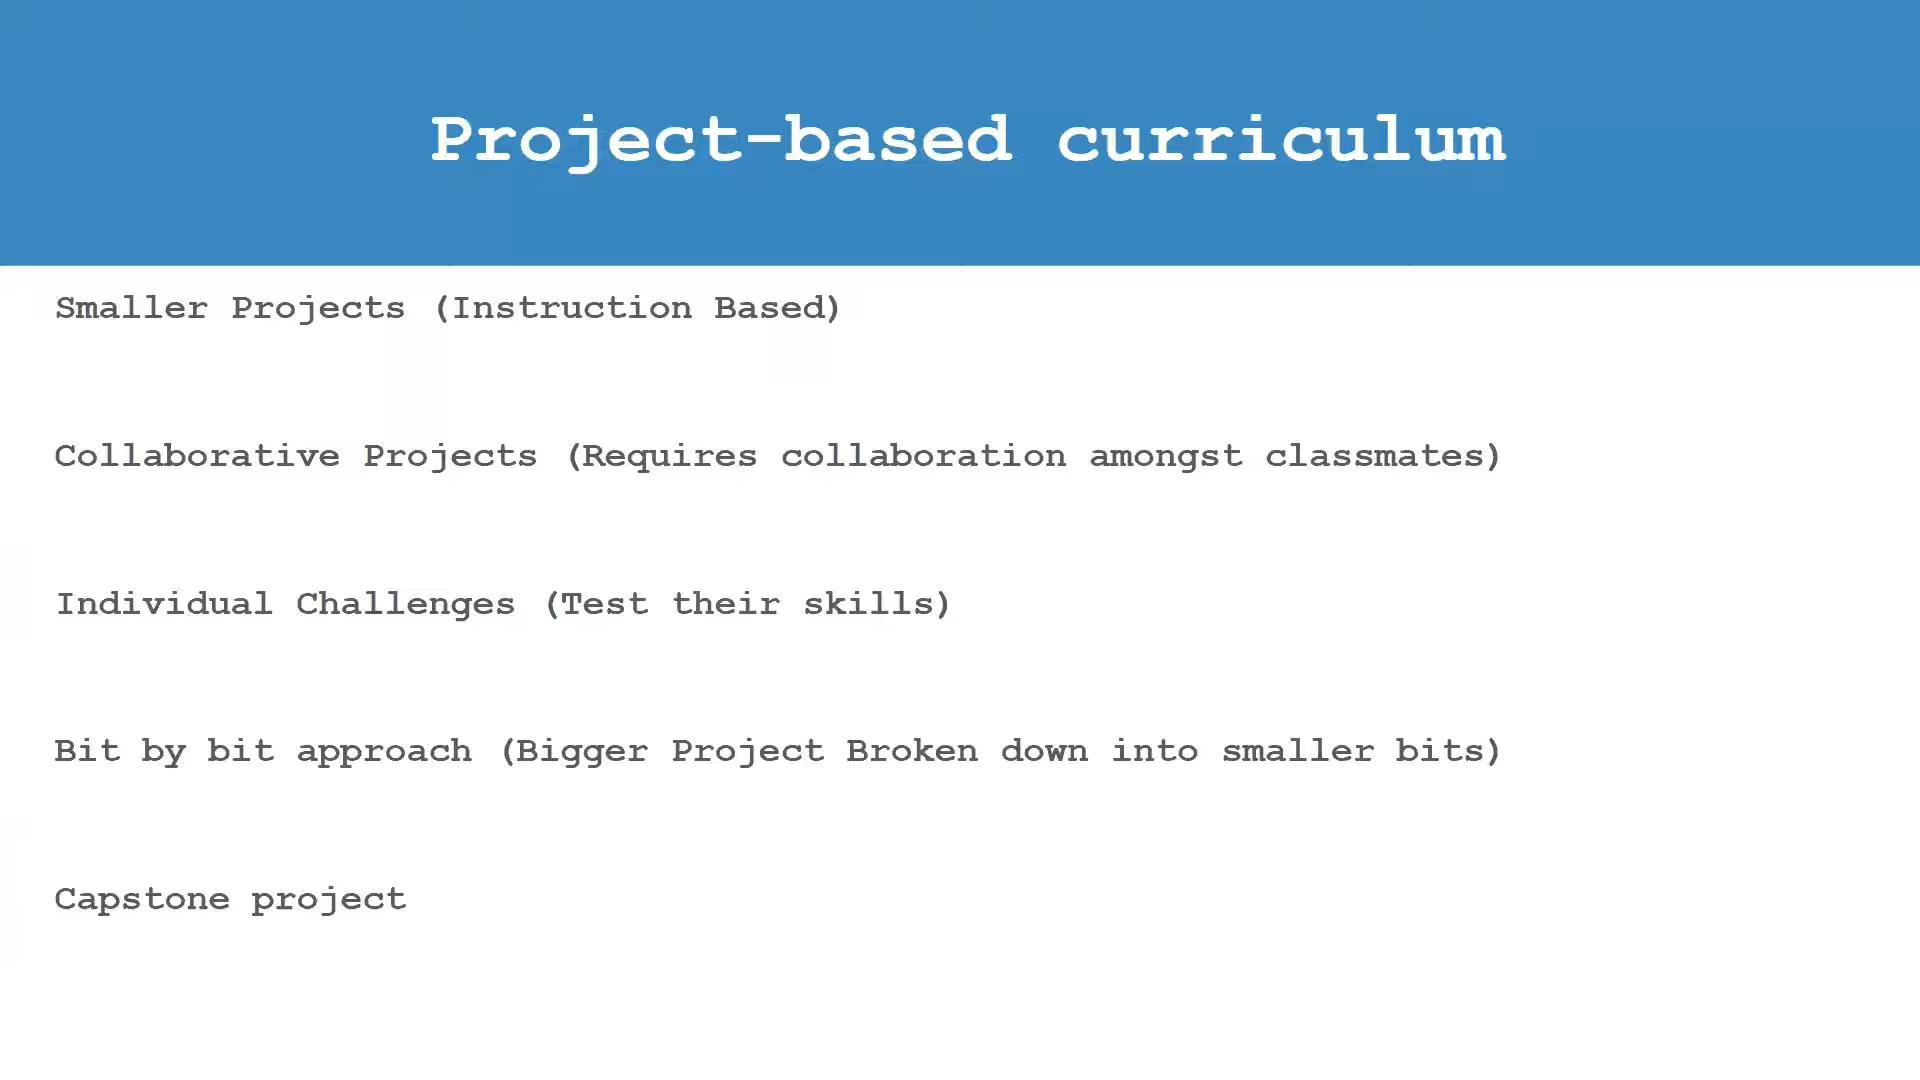 Project-based curriculum
Smaller Projects (Instruction Based)
Collaborative Projects (Requires collaboration amongst classmates)
Individual Challenges (Test their skills)
Bit by bit approach (Bigger Project Broken down into smaller bits)
Capstone project